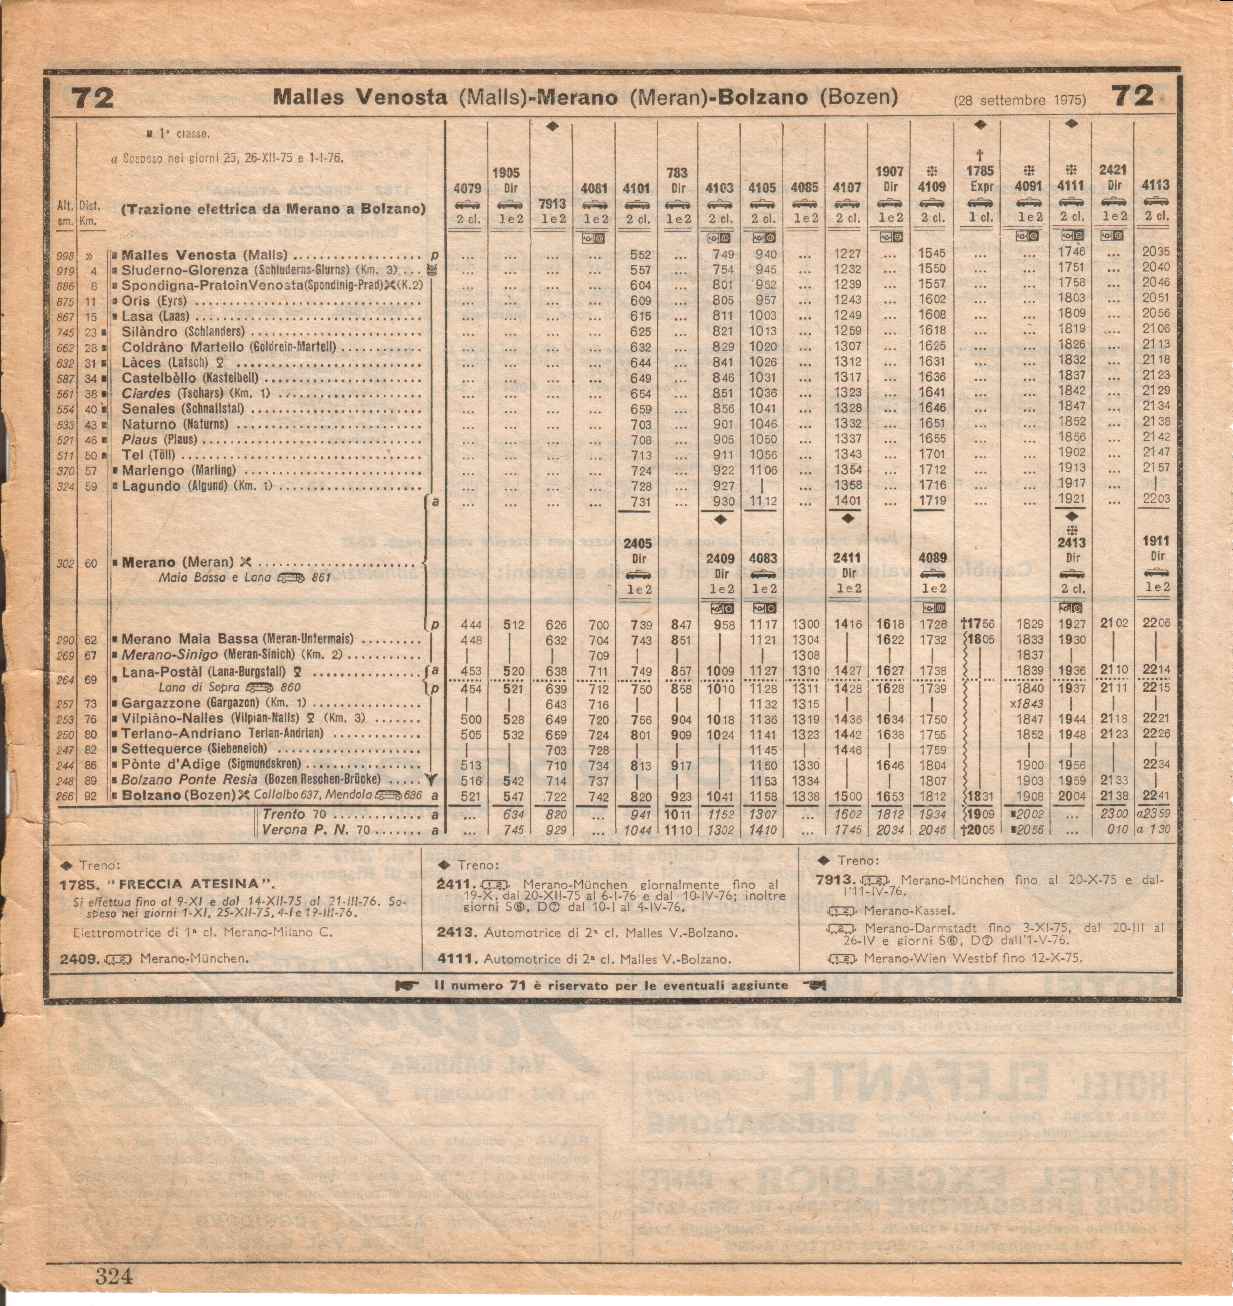 72 Malles Venosta (Malls)-Merano (Meran)-Bolzano (Bozen) (28 settembre 1975) 72
■ 1ª classe.
a Sospeso nei giorni 25, 26-XII-75 e 1-I-76.
Alt. sm. Dist. Km. (Trazione elettrica da Merano a Bolzano)
4079 2 cl. 1905 Dir 1e2 ◆ 7913 1e2 4081 1e2 4101 2 cl. 783 Dir 1e2 4103 2 cl. 4105 2 cl. 4085 2 cl. 4107 2 cl. 1907 Dir 1e2 4109 2 cl. ◆ † 1785 Expr 1 cl. 4091 1e2 ◆ 4111 2 cl. 2421 Dir 1e2 4113 2 cl.
998 » ■ Malles Venosta (Malls) p ... ... ... ... 552 ... 749 940 ... 1227 ... 1545 ... ... 1746 ... 2035
919 4 ■ Sluderno-Glorenza (Schluderns-Glurns) (Km. 3) ... ... ... ... 557 ... 754 945 ... 1232 ... 1550 ... ... 1751 ... 2040
886 8 ■ Spondigna-Prato in Venosta (Spondinig-Prad) (K.2) ... ... ... ... 604 ... 801 952 ... 1239 ... 1557 ... ... 1758 ... 2046
875 11 ■ Oris (Eyrs) ... ... ... ... 609 ... 805 957 ... 1243 ... 1602 ... ... 1803 ... 2051
867 15 ■ Lasa (Laas) ... ... ... ... 615 ... 811 1003 ... 1249 ... 1608 ... ... 1809 ... 2056
745 23 ■ Silàndro (Schlanders) ... ... ... ... 625 ... 821 1013 ... 1259 ... 1618 ... ... 1819 ... 2106
662 28 ■ Coldràno Martello (Goldrein-Martell) ... ... ... ... 632 ... 829 1020 ... 1307 ... 1625 ... ... 1826 ... 2113
632 31 ■ Làces (Latsch) ... ... ... ... 644 ... 841 1026 ... 1312 ... 1631 ... ... 1832 ... 2118
587 34 ■ Castelbèllo (Kastelbell) ... ... ... ... 649 ... 846 1031 ... 1317 ... 1636 ... ... 1837 ... 2123
561 38 ■ Ciardes (Tschars) (Km. 1) ... ... ... ... 654 ... 851 1036 ... 1323 ... 1641 ... ... 1842 ... 2129
554 40 ■ Senales (Schnallstal) ... ... ... ... 659 ... 856 1041 ... 1328 ... 1646 ... ... 1847 ... 2134
533 43 ■ Naturno (Naturns) ... ... ... ... 703 ... 901 1046 ... 1332 ... 1651 ... ... 1852 ... 2138
521 46 ■ Plaus (Plaus) ... ... ... ... 708 ... 905 1050 ... 1337 ... 1655 ... ... 1856 ... 2142
511 50 ■ Tel (Töll) ... ... ... ... 713 ... 911 1056 ... 1343 ... 1701 ... ... 1902 ... 2147
370 57 ■ Marlengo (Marling) ... ... ... ... 724 ... 922 1106 ... 1354 ... 1712 ... ... 1913 ... 2157
324 59 ■ Lagundo (Algund) (Km. 1) ... ... ... ... 728 ... 927 | ... 1358 ... 1716 ... ... 1917 ... |
a ... ... ... ... 731 ... 930 1112 ... 1401 ... 1719 ... ... 1921 ... 2203
2405 Dir 1e2 ◆ 2409 Dir 1e2 4083 1e2 ◆ 2411 Dir 1e2 4089 1e2 ◆ 2413 Dir 2 cl. 1911 Dir 1e2
302 60 ■ Merano (Meran)
Maia Bassa e Lana 861
p 444 512 626 700 739 847 958 1117 1300 1416 1618 1728 †1756 1829 1927 2102 2206
290 62 ■ Merano Maia Bassa (Meran-Untermais) 448 | 632 704 743 851 | 1121 1304 | 1622 1732 1805 1833 1930 | |
269 67 ■ Merano-Sinigo (Meran-Sinich) (Km. 2) | | | 709 | | | | 1308 | | | 1837 | | |
264 69 ■ Lana-Postàl (Lana-Burgstall) a 453 520 638 711 749 857 1009 1127 1310 1427 1627 1738 1839 1936 2110 2214
Lana di Sopra 860 p 454 521 639 712 750 858 1010 1128 1311 1428 1628 1739 1840 1937 2111 2215
257 73 ■ Gargazzone (Gargazon) (Km. 1) | | 643 716 | | | 1132 1315 | | | x1843 | | |
253 76 ■ Vilpiàno-Nalles (Vilpian-Nalls) (Km. 3) 500 528 649 720 756 904 1018 1136 1319 1436 1634 1750 1847 1944 2118 2221
250 80 ■ Terlano-Andriano Terlan-Andrian) 505 532 659 724 801 909 1024 1141 1323 1442 1638 1755 1852 1948 2123 2226
247 82 ■ Settequerce (Siebeneich) | | 703 728 | | | 1145 | 1446 | 1759 | | | |
244 86 ■ Pònte d'Adige (Sigmundskron) 513 | 710 734 813 917 | 1150 1330 | 1646 1804 1900 1956 | 2234
248 89 ■ Bolzano Ponte Resia (Bozen Reschen-Brücke) 516 542 714 737 | | | 1153 1334 | | 1807 1903 1959 2133 |
266 92 ■ Bolzano (Bozen) Collalbo 637, Mendola 636 a 521 547 722 742 820 923 1041 1158 1338 1500 1653 1812 1831 1908 2004 2138 2241
Trento 70 a ... 634 820 ... 941 1011 1152 1307 ... 1602 1812 1934 1909 ■2002 ... 2300 a2359
Verona P. N. 70 a ... 745 929 ... 1044 1110 1302 1410 ... 1745 2034 2046 †2005 ■2056 ... 010 a 130
◆ Treno:
1785. "FRECCIA ATESINA".
Si effettua fino al 9-XI e dal 14-XII-75 al 21-III-76. So-
speso nei giorni 1-XI, 25-XII-75, 4-I e 19-III-76.
Elettromotrice di 1ª cl. Merano-Milano C.
2409. Merano-München.
◆ Treno:
2411. Merano-München giornalmente fino al
19-X, dal 20-XII-75 al 6-I-76 e dal 10-IV-76; inoltre
giorni S⑥, D⑦ dal 10-I al 4-IV-76.
2413. Automotrice di 2ª cl. Malles V.-Bolzano.
4111. Automotrice di 2ª cl. Malles V.-Bolzano.
◆ Treno:
7913. Merano-München fino al 20-X-75 e dal-
l'11-IV-76.
Merano-Kassel.
Merano-Darmstadt fino 3-XI-75, dal 20-III al
26-IV e giorni S⑥, D⑦ dall'1-V-76.
Merano-Wien Westbf fino 12-X-75.
Il numero 71 è riservato per le eventuali aggiunte
324